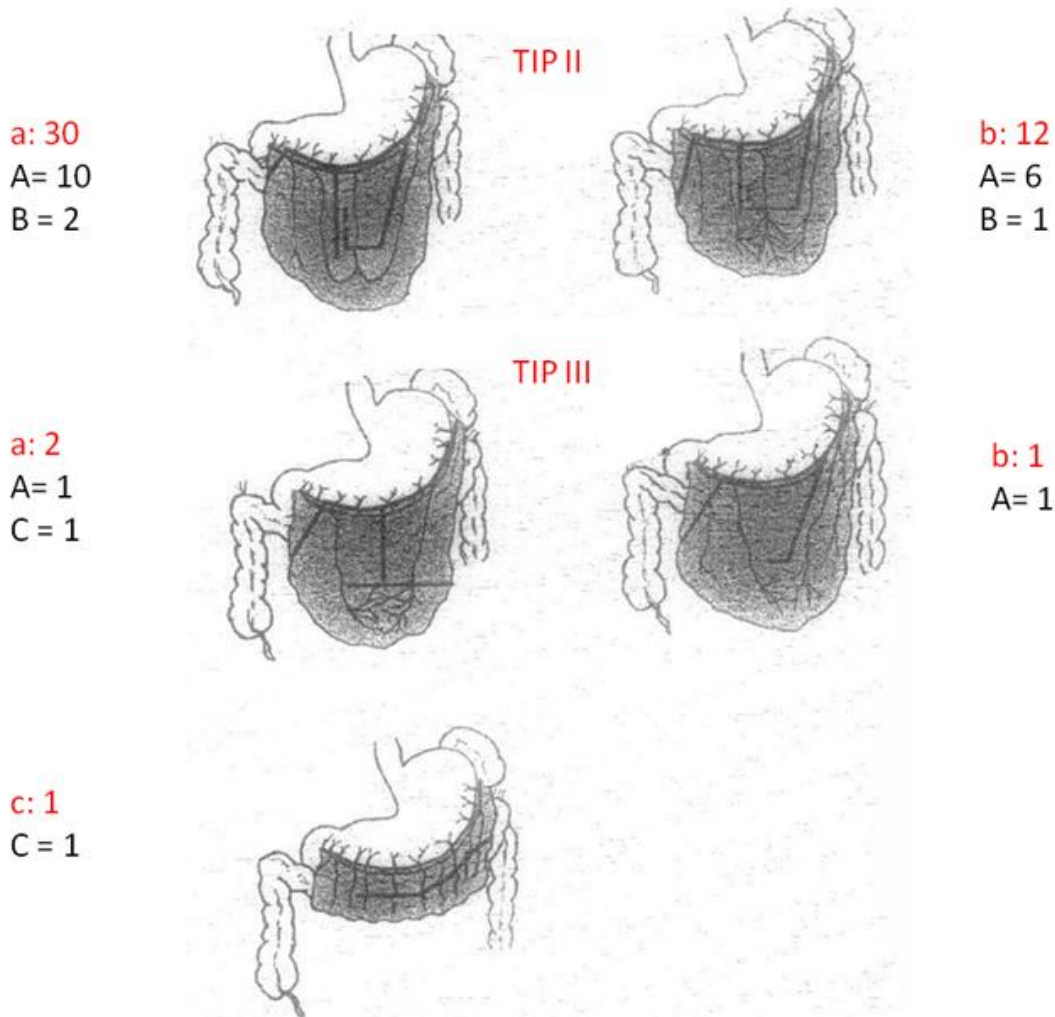 TIP II
a: 30
A= 10
B = 2
b: 12
A= 6
B = 1
TIP III
a: 2
A= 1
C = 1
b: 1
A= 1
c: 1
C = 1